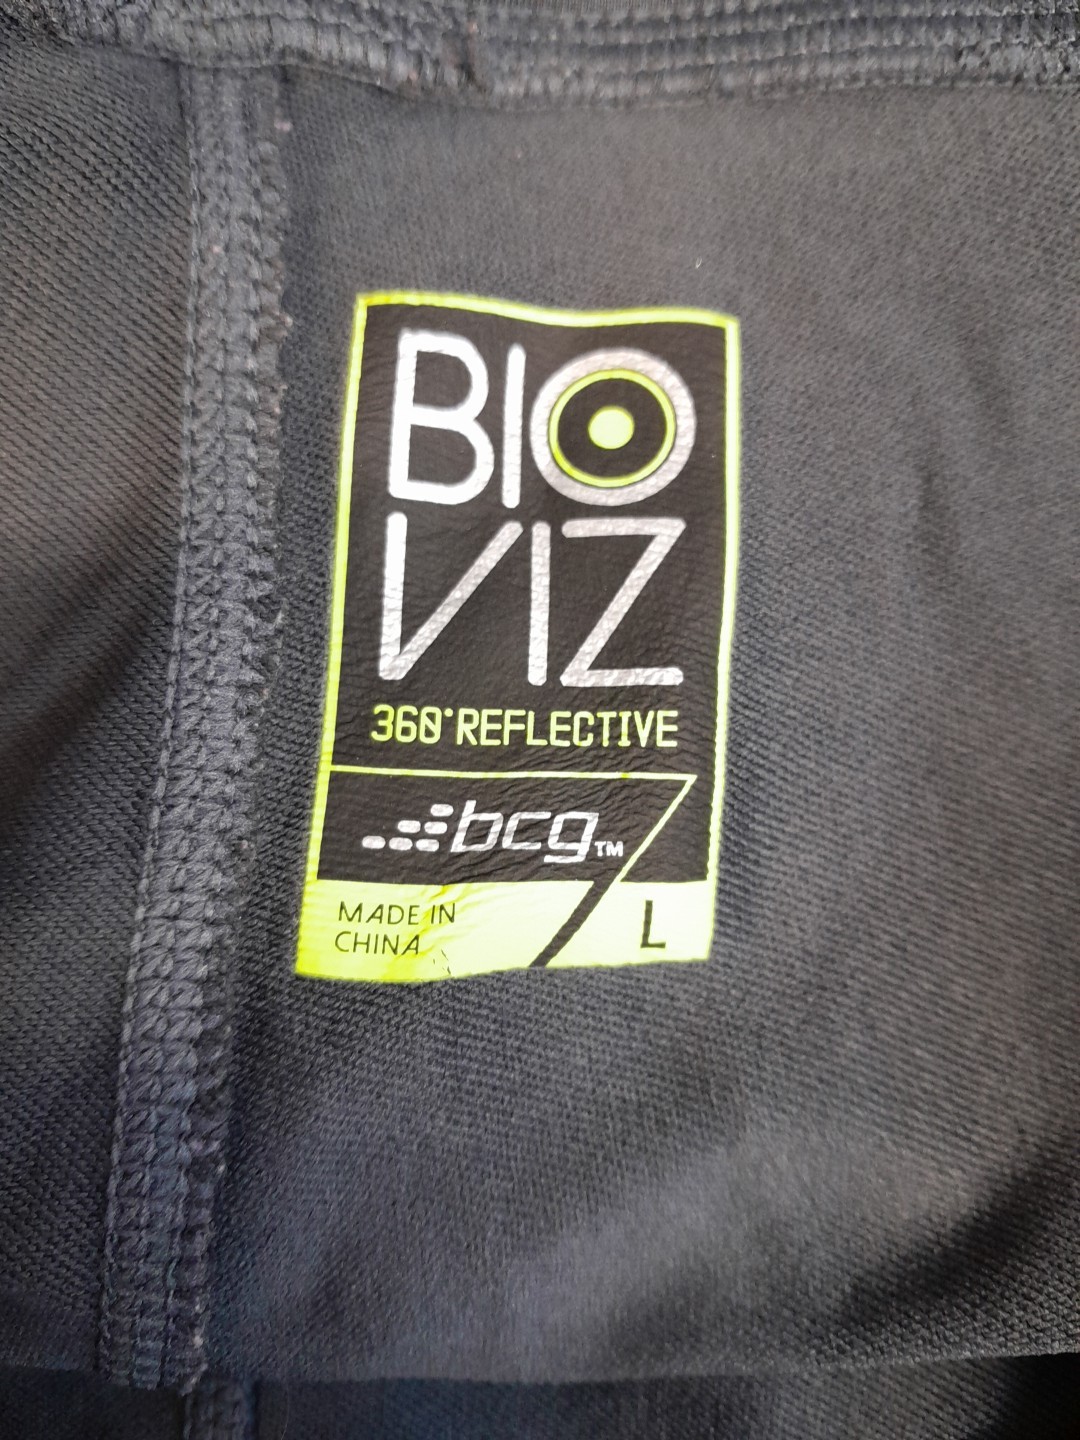 BIO
VIZ
360°REFLECTIVE
bcg™
MADE IN
CHINA
L